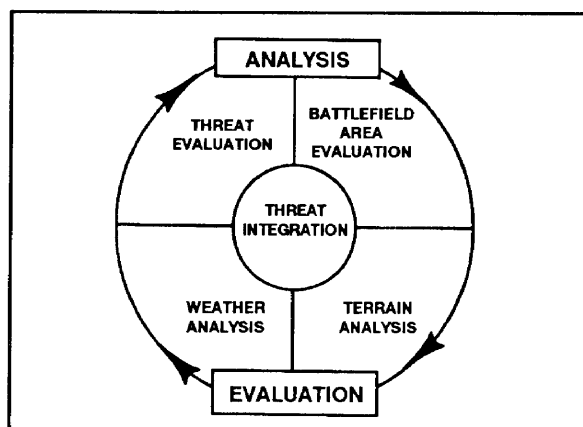 ANALYSIS
THREAT
EVALUATION
BATTLEFIELD
AREA
EVALUATION
THREAT
INTEGRATION
WEATHER
ANALYSIS
TERRAIN
ANALYSIS
EVALUATION